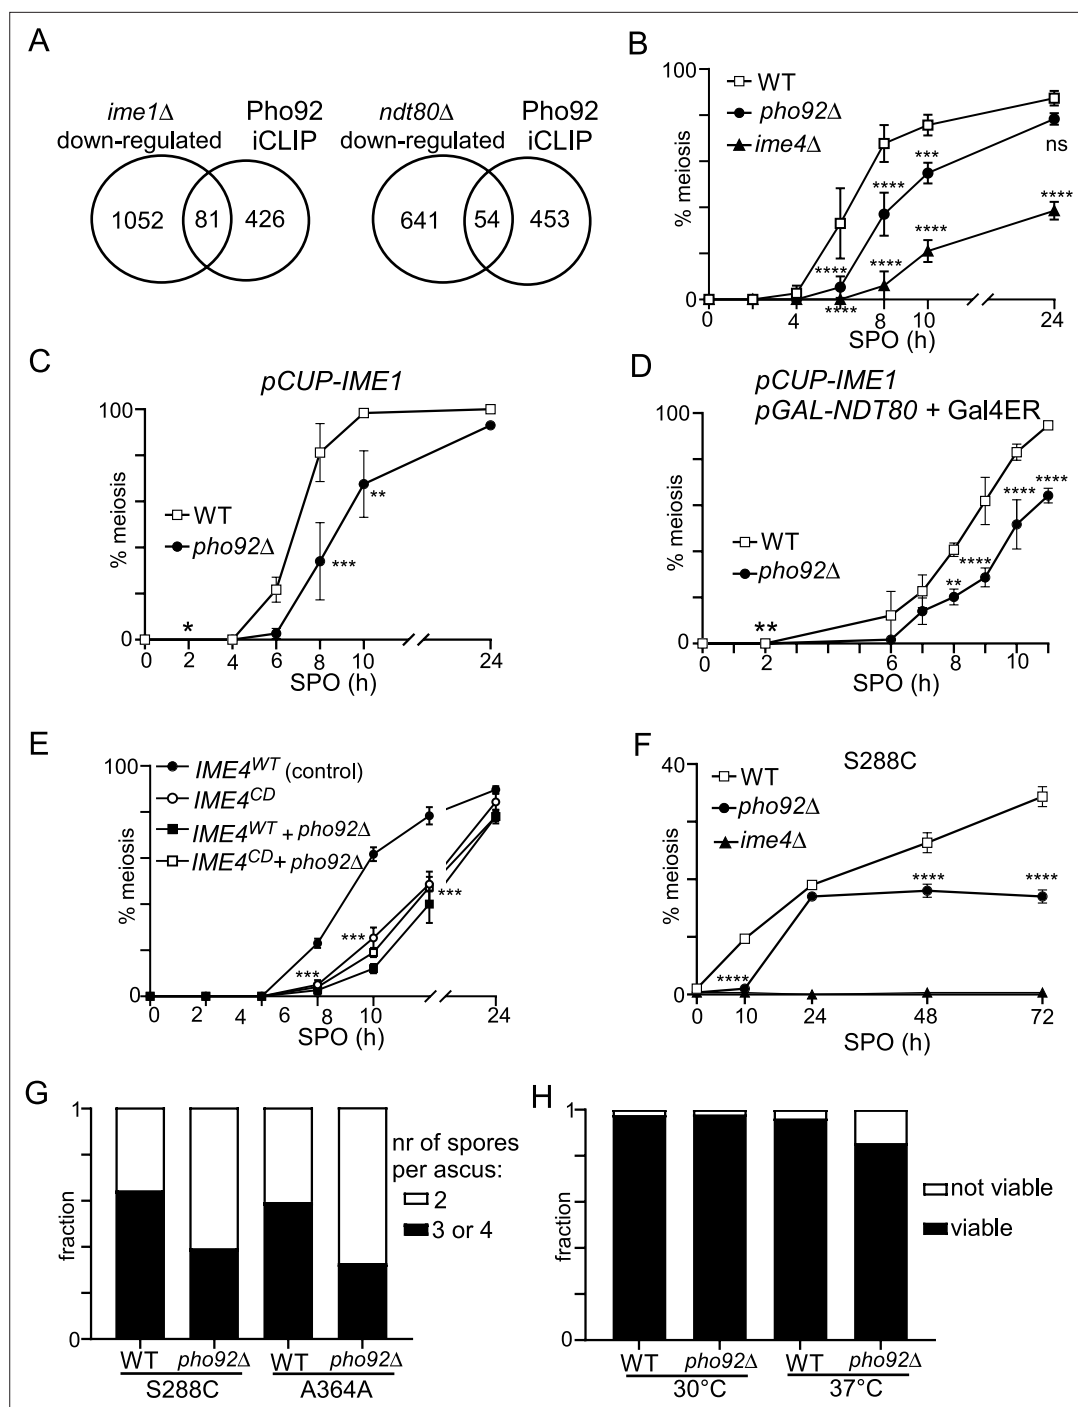 A
ime1Δ
down-regulated
Pho92
iCLIP
1052
81
426
ndt80Δ
down-regulated
Pho92
iCLIP
641
54
453
B
100
WT
pho92Δ
ime4Δ
% meiosis
***
ns
****
****
****
****
****
****
0
0
4
6
8
10
24
SPO (h)
C
pCUP-IME1
100
% meiosis
WT
pho92Δ
**
***
*
0
0
2
4
6
8
10
24
SPO (h)
D
pCUP-IME1
pGAL-NDT80 + Gal4ER
100
% meiosis
WT
pho92Δ
****
****
****
**
**
0
0
2
6
8
10
SPO (h)
E
100
IME4WT (control)
IME4CD
IME4WT + pho92Δ
IME4CD + pho92Δ
% meiosis
***
***
***
0
0
2
4
6
8
10
24
SPO (h)
F
S288C
40
WT
pho92Δ
ime4Δ
% meiosis
****
****
****
0
0
10
24
48
72
SPO (h)
G
1
fraction
0
nr of spores
per ascus:
2
3 or 4
WT
pho92Δ
WT
pho92Δ
S288C
A364A
H
1
fraction
0
not viable
viable
WT
pho92Δ
WT
pho92Δ
30°C
37°C